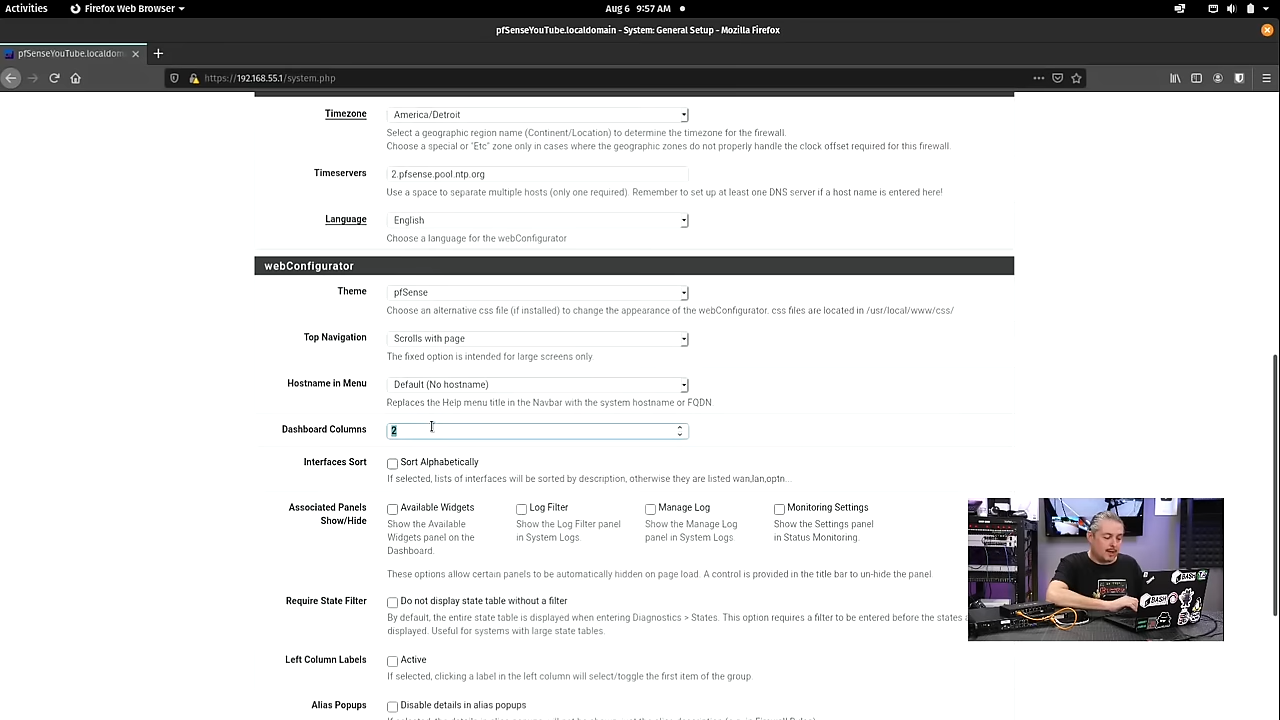 Activities Firefox Web Browser Aug 6 9:57 AM
pfSenseYouTube.localdomain - System: General Setup - Mozilla Firefox
pfSenseYouTube.localdom
https://192.168.55.1/system.php
Timezone America/Detroit
Select a geographic region name (Continent/Location) to determine the timezone for the firewall.
Choose a special or "Etc" zone only in cases where the geographic zones do not properly handle the clock offset required for this firewall.
Timeservers 2.pfsense.pool.ntp.org
Use a space to separate multiple hosts (only one required). Remember to set up at least one DNS server if a host name is entered here!
Language English
Choose a language for the webConfigurator
webConfigurator
Theme pfSense
Choose an alternative css file (if installed) to change the appearance of the webConfigurator. css files are located in /usr/local/www/css/
Top Navigation Scrolls with page
The fixed option is intended for large screens only.
Hostname in Menu Default (No hostname)
Replaces the Help menu title in the Navbar with the system hostname or FQDN.
Dashboard Columns 2
Interfaces Sort Sort Alphabetically
If selected, lists of interfaces will be sorted by description, otherwise they are listed wan,lan,optn...
Associated Panels Available Widgets Log Filter Manage Log Monitoring Settings
Show/Hide Show the Available Show the Log Filter panel Show the Manage Log Show the Settings panel
Widgets panel on the in System Logs. panel in System Logs. in Status Monitoring.
Dashboard.
These options allow certain panels to be automatically hidden on page load. A control is provided in the title bar to un-hide the panel
Require State Filter Do not display state table without a filter
By default, the entire state table is displayed when entering Diagnostics > States. This option requires a filter to be entered before the states a
displayed. Useful for systems with large state tables.
Left Column Labels Active
If selected, clicking a label in the left column will select/toggle the first item of the group.
Alias Popups Disable details in alias popups
BASH
BASH